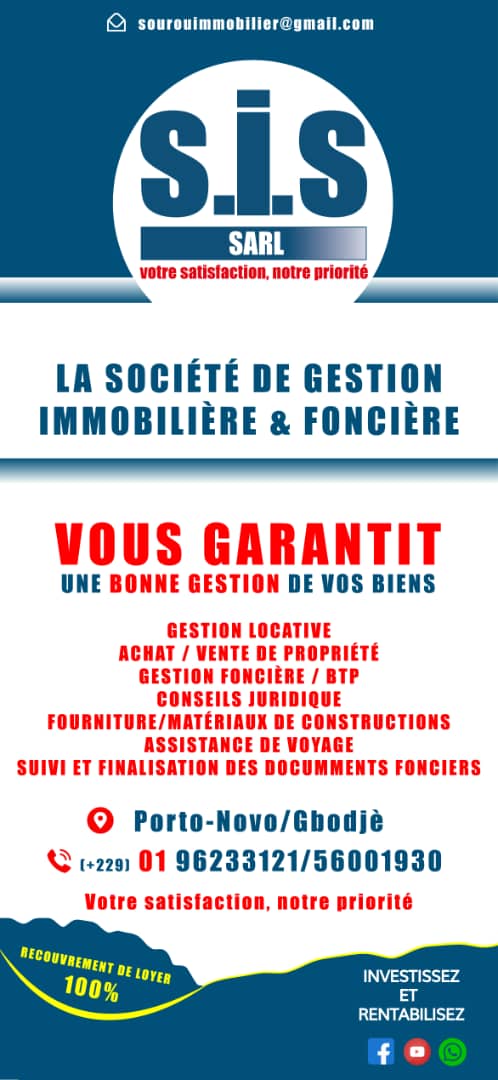 sourouimmobilier@gmail.com
S.i.S
SARL
votre satisfaction, notre priorité
LA SOCIÉTÉ DE GESTION
IMMOBILIÈRE & FONCIÈRE
VOUS GARANTIT
UNE BONNE GESTION DE VOS BIENS
GESTION LOCATIVE
ACHAT / VENTE DE PROPRIÉTÉ
GESTION FONCIÈRE / BTP
CONSEILS JURIDIQUE
FOURNITURE/MATÉRIAUX DE CONSTRUCTIONS
ASSISTANCE DE VOYAGE
SUIVI ET FINALISATION DES DOCUMMENTS FONCIERS
Porto-Novo/Gbodjè
(+229) 01 96233121/56001930
Votre satisfaction, notre priorité
RECOUVREMENT DE LOYER
100%
INVESTISSEZ
ET
RENTABILISEZ